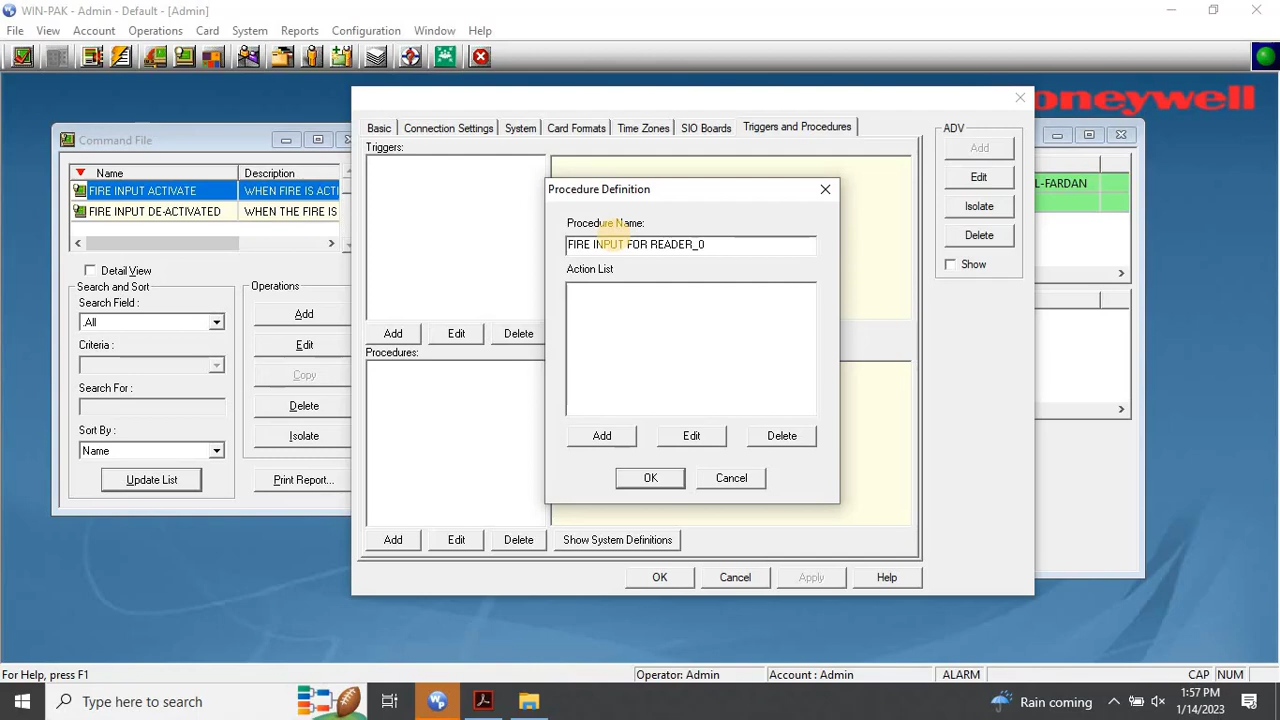 WIN-PAK - Admin - Default - [Admin]
File View Account Operations Card System Reports Configuration Window Help
oneywell
Command File
Name Description
FIRE INPUT ACTIVATE WHEN FIRE IS ACTI
FIRE INPUT DE-ACTIVATED WHEN THE FIRE IS
Detail View
Search and Sort
Search Field :
.All
Criteria :
Search For :
Sort By :
Name
Update List
Operations
Add
Edit
Copy
Delete
Isolate
Print Report...
Basic Connection Settings System Card Formats Time Zones SIO Boards Triggers and Procedures
Triggers:
Add Edit Delete
Procedures:
Add Edit Delete Show System Definitions
OK Cancel Apply Help
Procedure Definition
Procedure Name:
FIRE INPUT FOR READER_0
Action List
Add Edit Delete
OK Cancel
ADV
Add
Edit
Isolate
Delete
Show
L-FARDAN
For Help, press F1
Operator: Admin Account : Admin ALARM CAP NUM
Type here to search
Rain coming
1:57 PM
1/14/2023